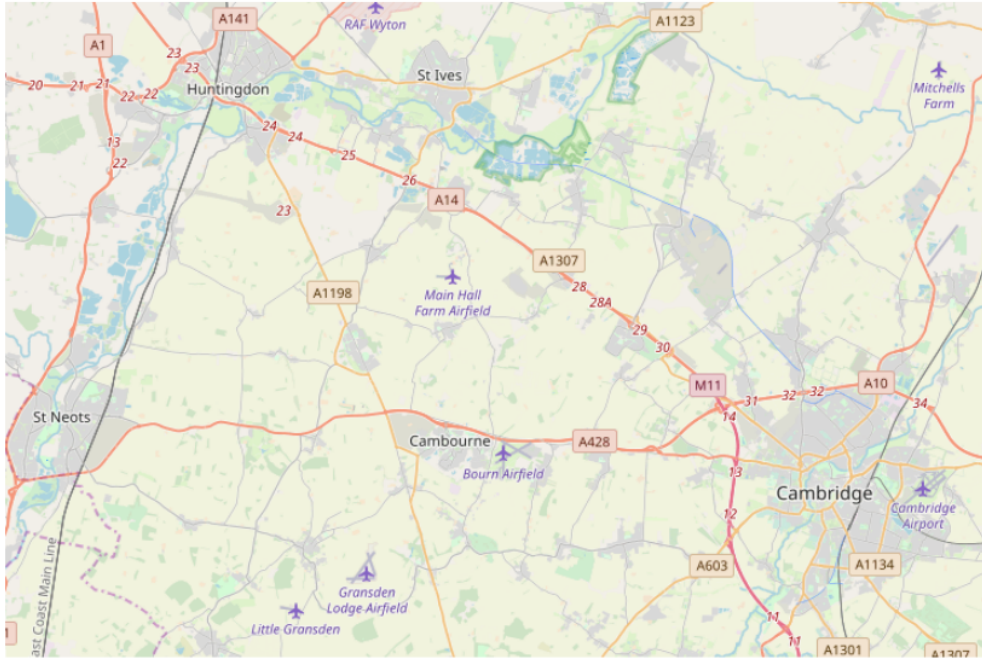 A141
RAF Wyton
A1123
A1
23
23
St Ives
Huntingdon
20
21
21
22
22
Mitchells
Farm
24
24
13
25
22
26
A14
23
A1307
28
Main Hall
Farm Airfield
A1198
28A
29
30
M11
A10
31
32
32
34
14
St Neots
Cambourne
A428
Bourn Airfield
13
Cambridge
Cambridge
Airport
12
A603
A1134
Gransden
Lodge Airfield
Little Gransden
ast Coast Main Line
11
11
1
A1301
A1307